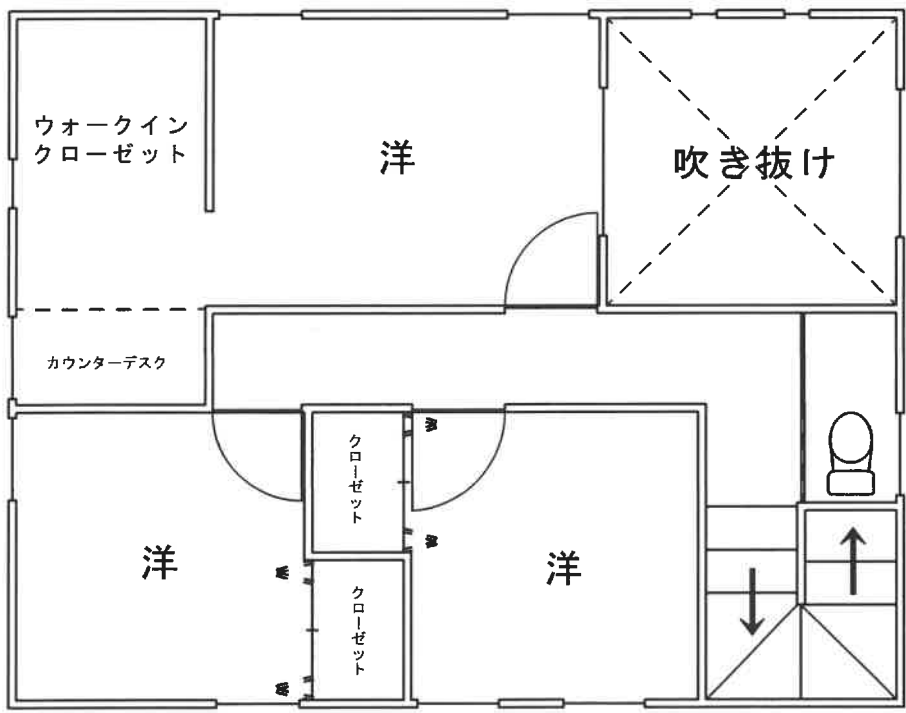 ウォークイン
クローゼット
洋
吹き抜け
カウンターデスク
クローゼット
洋
洋
クローゼット